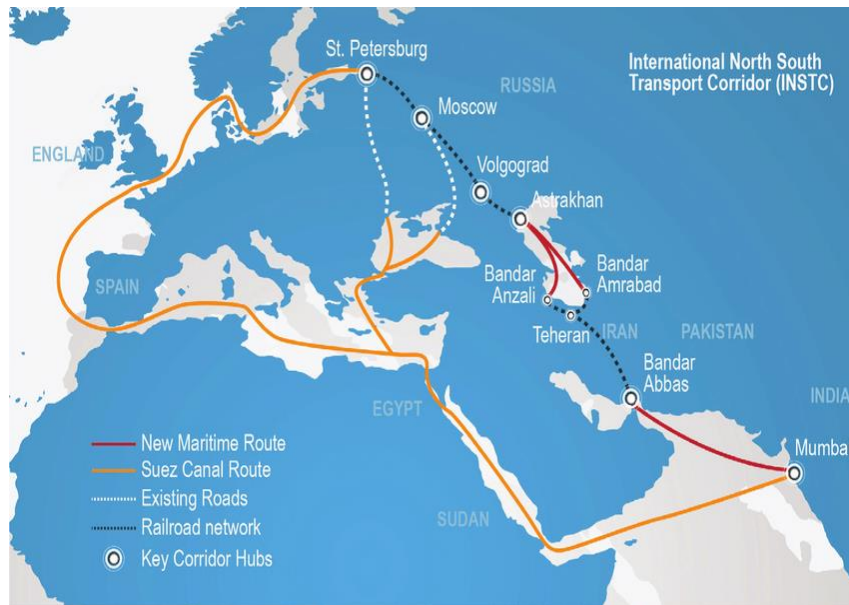 St. Petersburg
International North South
Transport Corridor (INSTC)
RUSSIA
Moscow
ENGLAND
Volgograd
Astrakhan
SPAIN
Bandar
Anzali
Bandar
Amrabad
Teheran
IRAN
PAKISTAN
Bandar
Abbas
EGYPT
INDIA
New Maritime Route
Mumba
Suez Canal Route
Existing Roads
SUDAN
Railroad network
Key Corridor Hubs